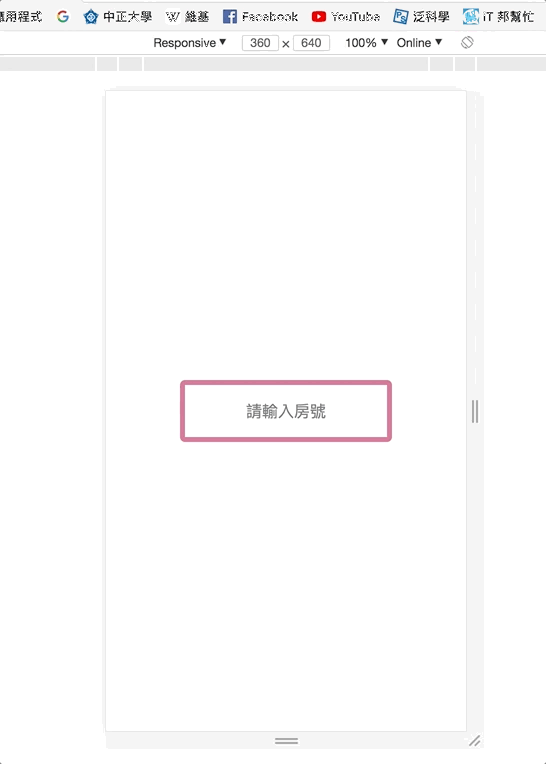 應用程式 中正大學 維基 Facebook YouTube 泛科學 iT 邦幫忙
Responsive ▼ 360 × 640 100% ▼ Online ▼
請輸入房號